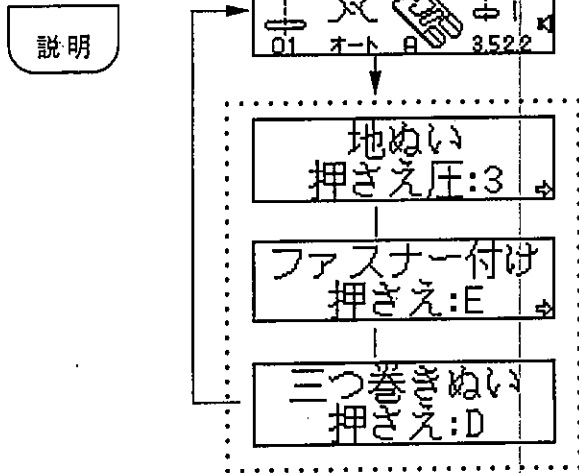 説明
01 オート A 3.5 2.2
地ぬい
押さえ圧:3
ファスナー付け
押さえ:E
三つ巻きぬい
押さえ:D